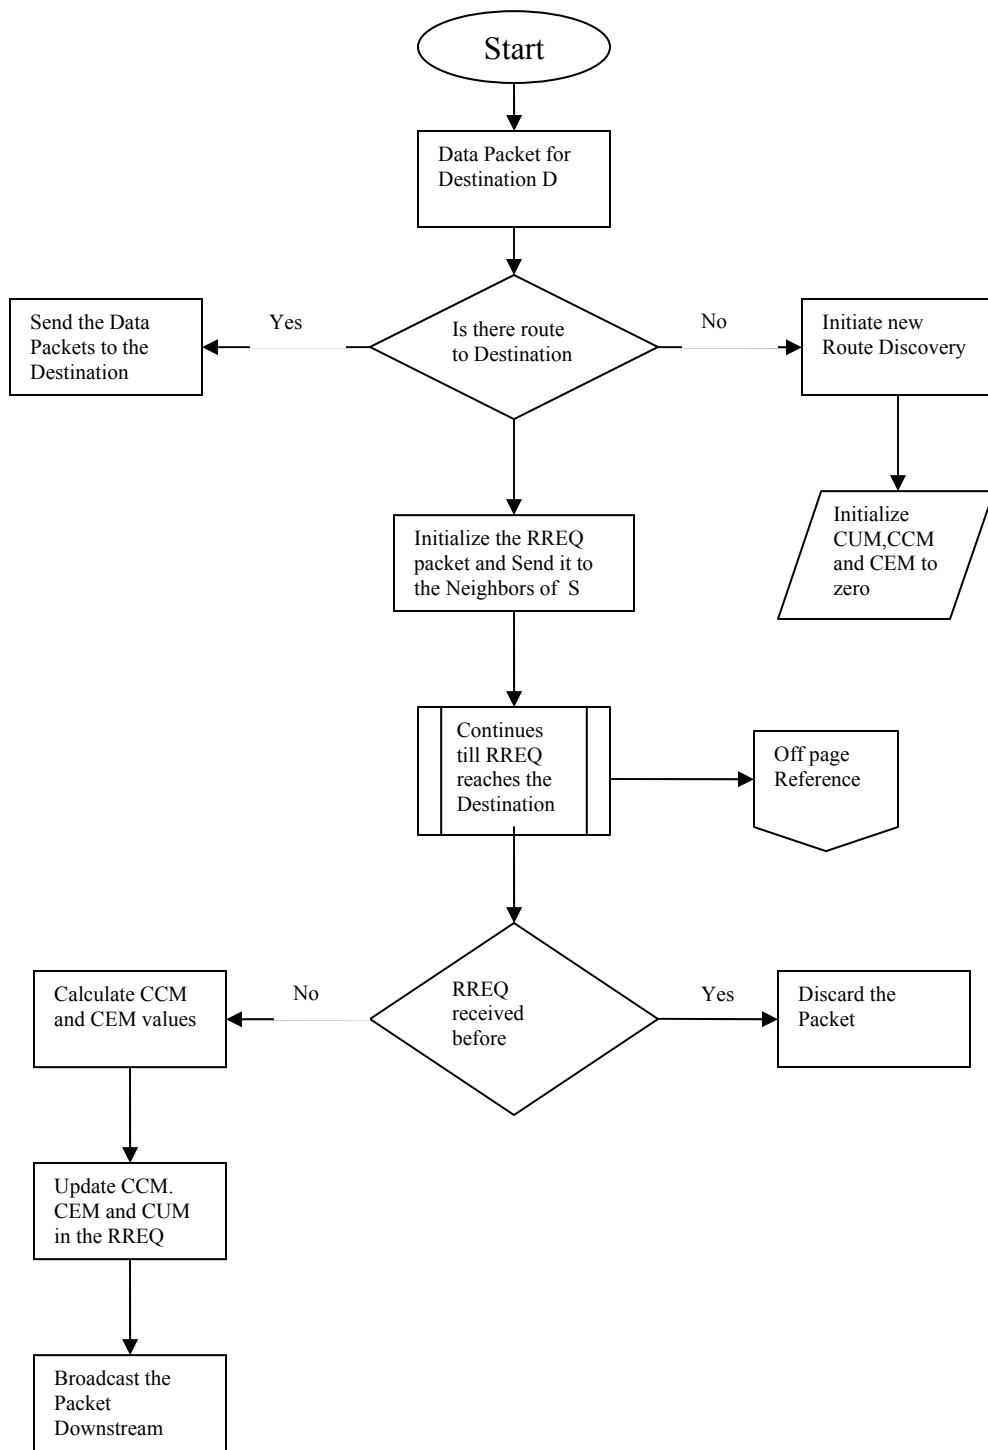 Start
Data Packet for
Destination D
Send the Data
Packets to the
Destination
Yes
Is there route
to Destination
No
Initiate new
Route Discovery
Initialize
CUM,CCM
and CEM to
zero
Initialize the RREQ
packet and Send it to
the Neighbors of  S
Continues
till RREQ
reaches the
Destination
Off page
Reference
Calculate CCM
and CEM values
No
RREQ
received
before
Yes
Discard the
Packet
Update CCM.
CEM and CUM
in the RREQ
Broadcast the
Packet
Downstream